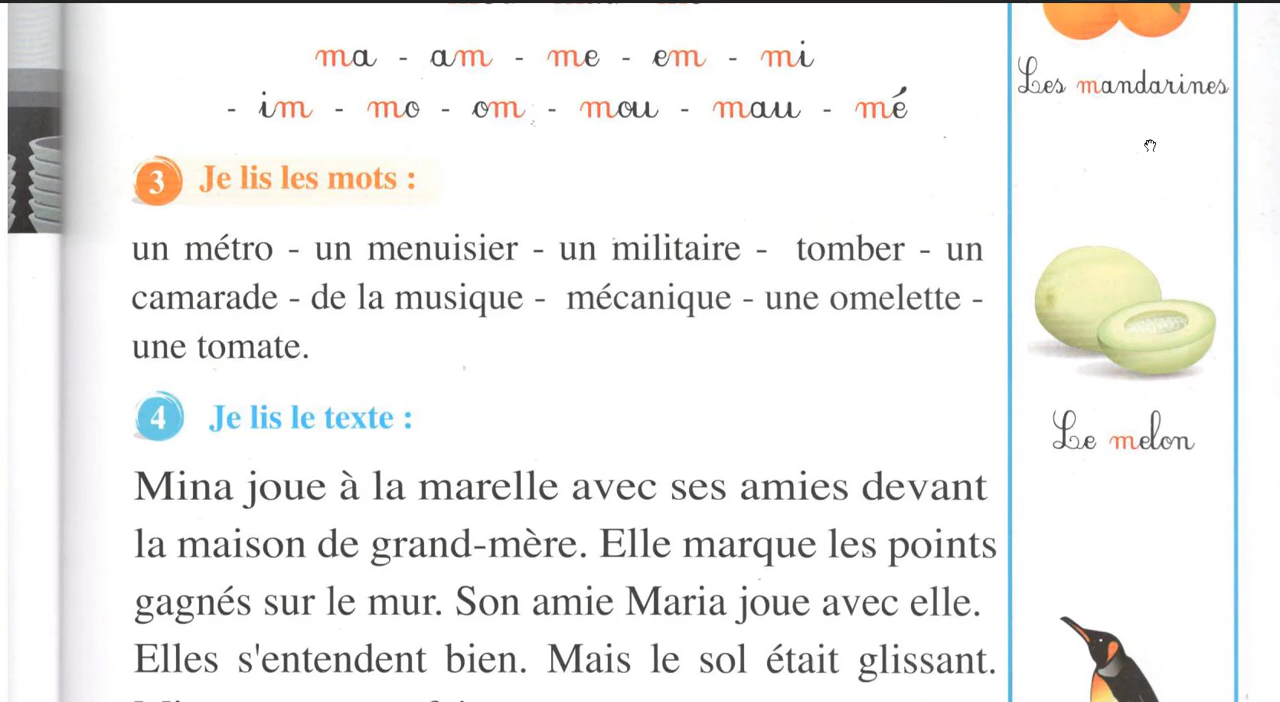 ma - am - me - em - mi
- im - mo - om - mou - mau - mé
3 Je lis les mots :
un métro - un menuisier - un militaire - tomber - un
camarade - de la musique - mécanique - une omelette -
une tomate.
4 Je lis le texte :
Mina joue à la marelle avec ses amies devant
la maison de grand-mère. Elle marque les points
gagnés sur le mur. Son amie Maria joue avec elle.
Elles s'entendent bien. Mais le sol était glissant.
Les mandarines
Le melon